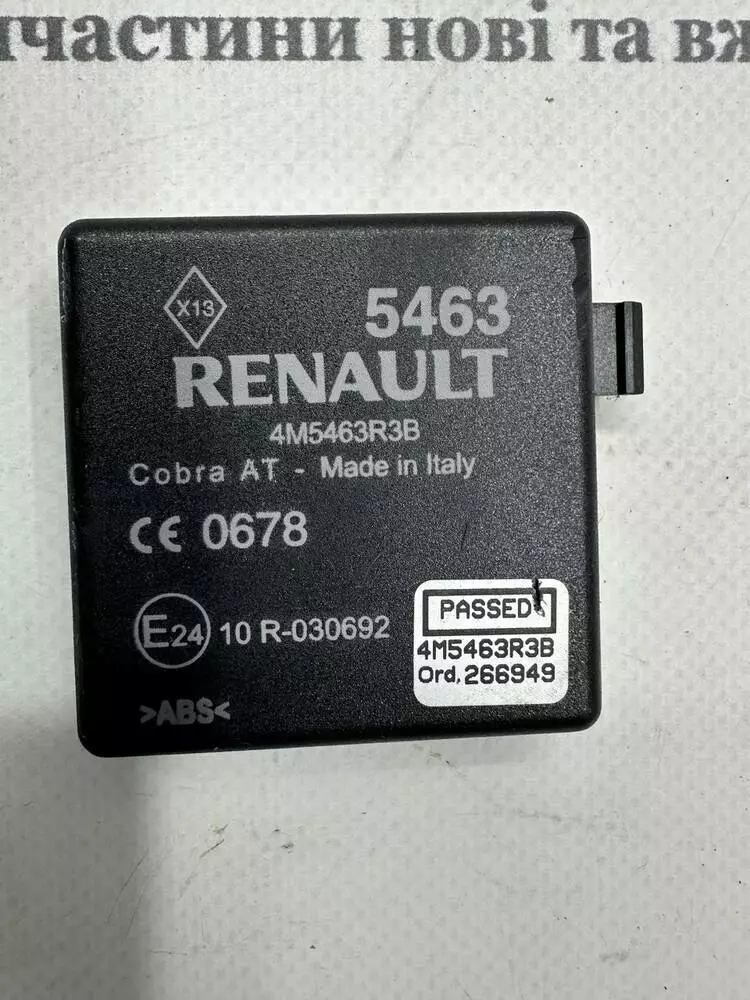 частини нові та
X13
5463
RENAULT
4M5463R3B
Cobra AT - Made in Italy
CE 0678
E24 10 R-030692
>ABS<
PASSED
4M5463R3B
Ord. 266949